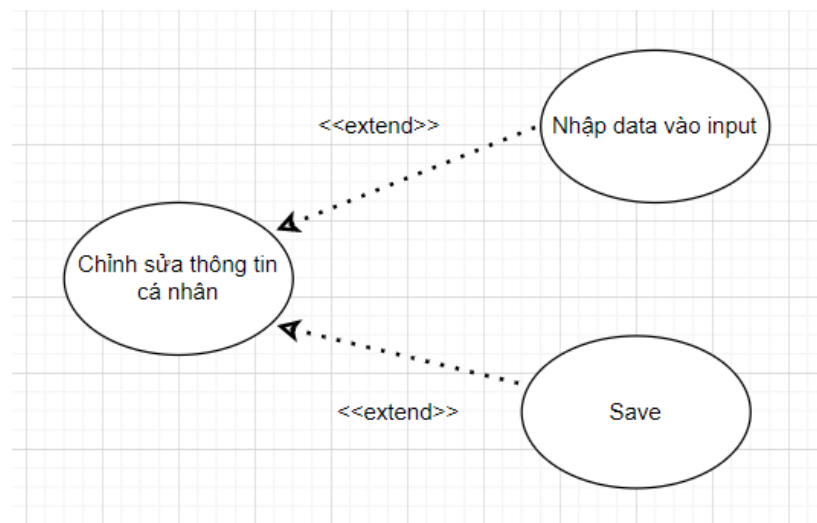 <<extend>>
Nhập data vào input
Chỉnh sửa thông tin
cá nhân
<<extend>>
Save